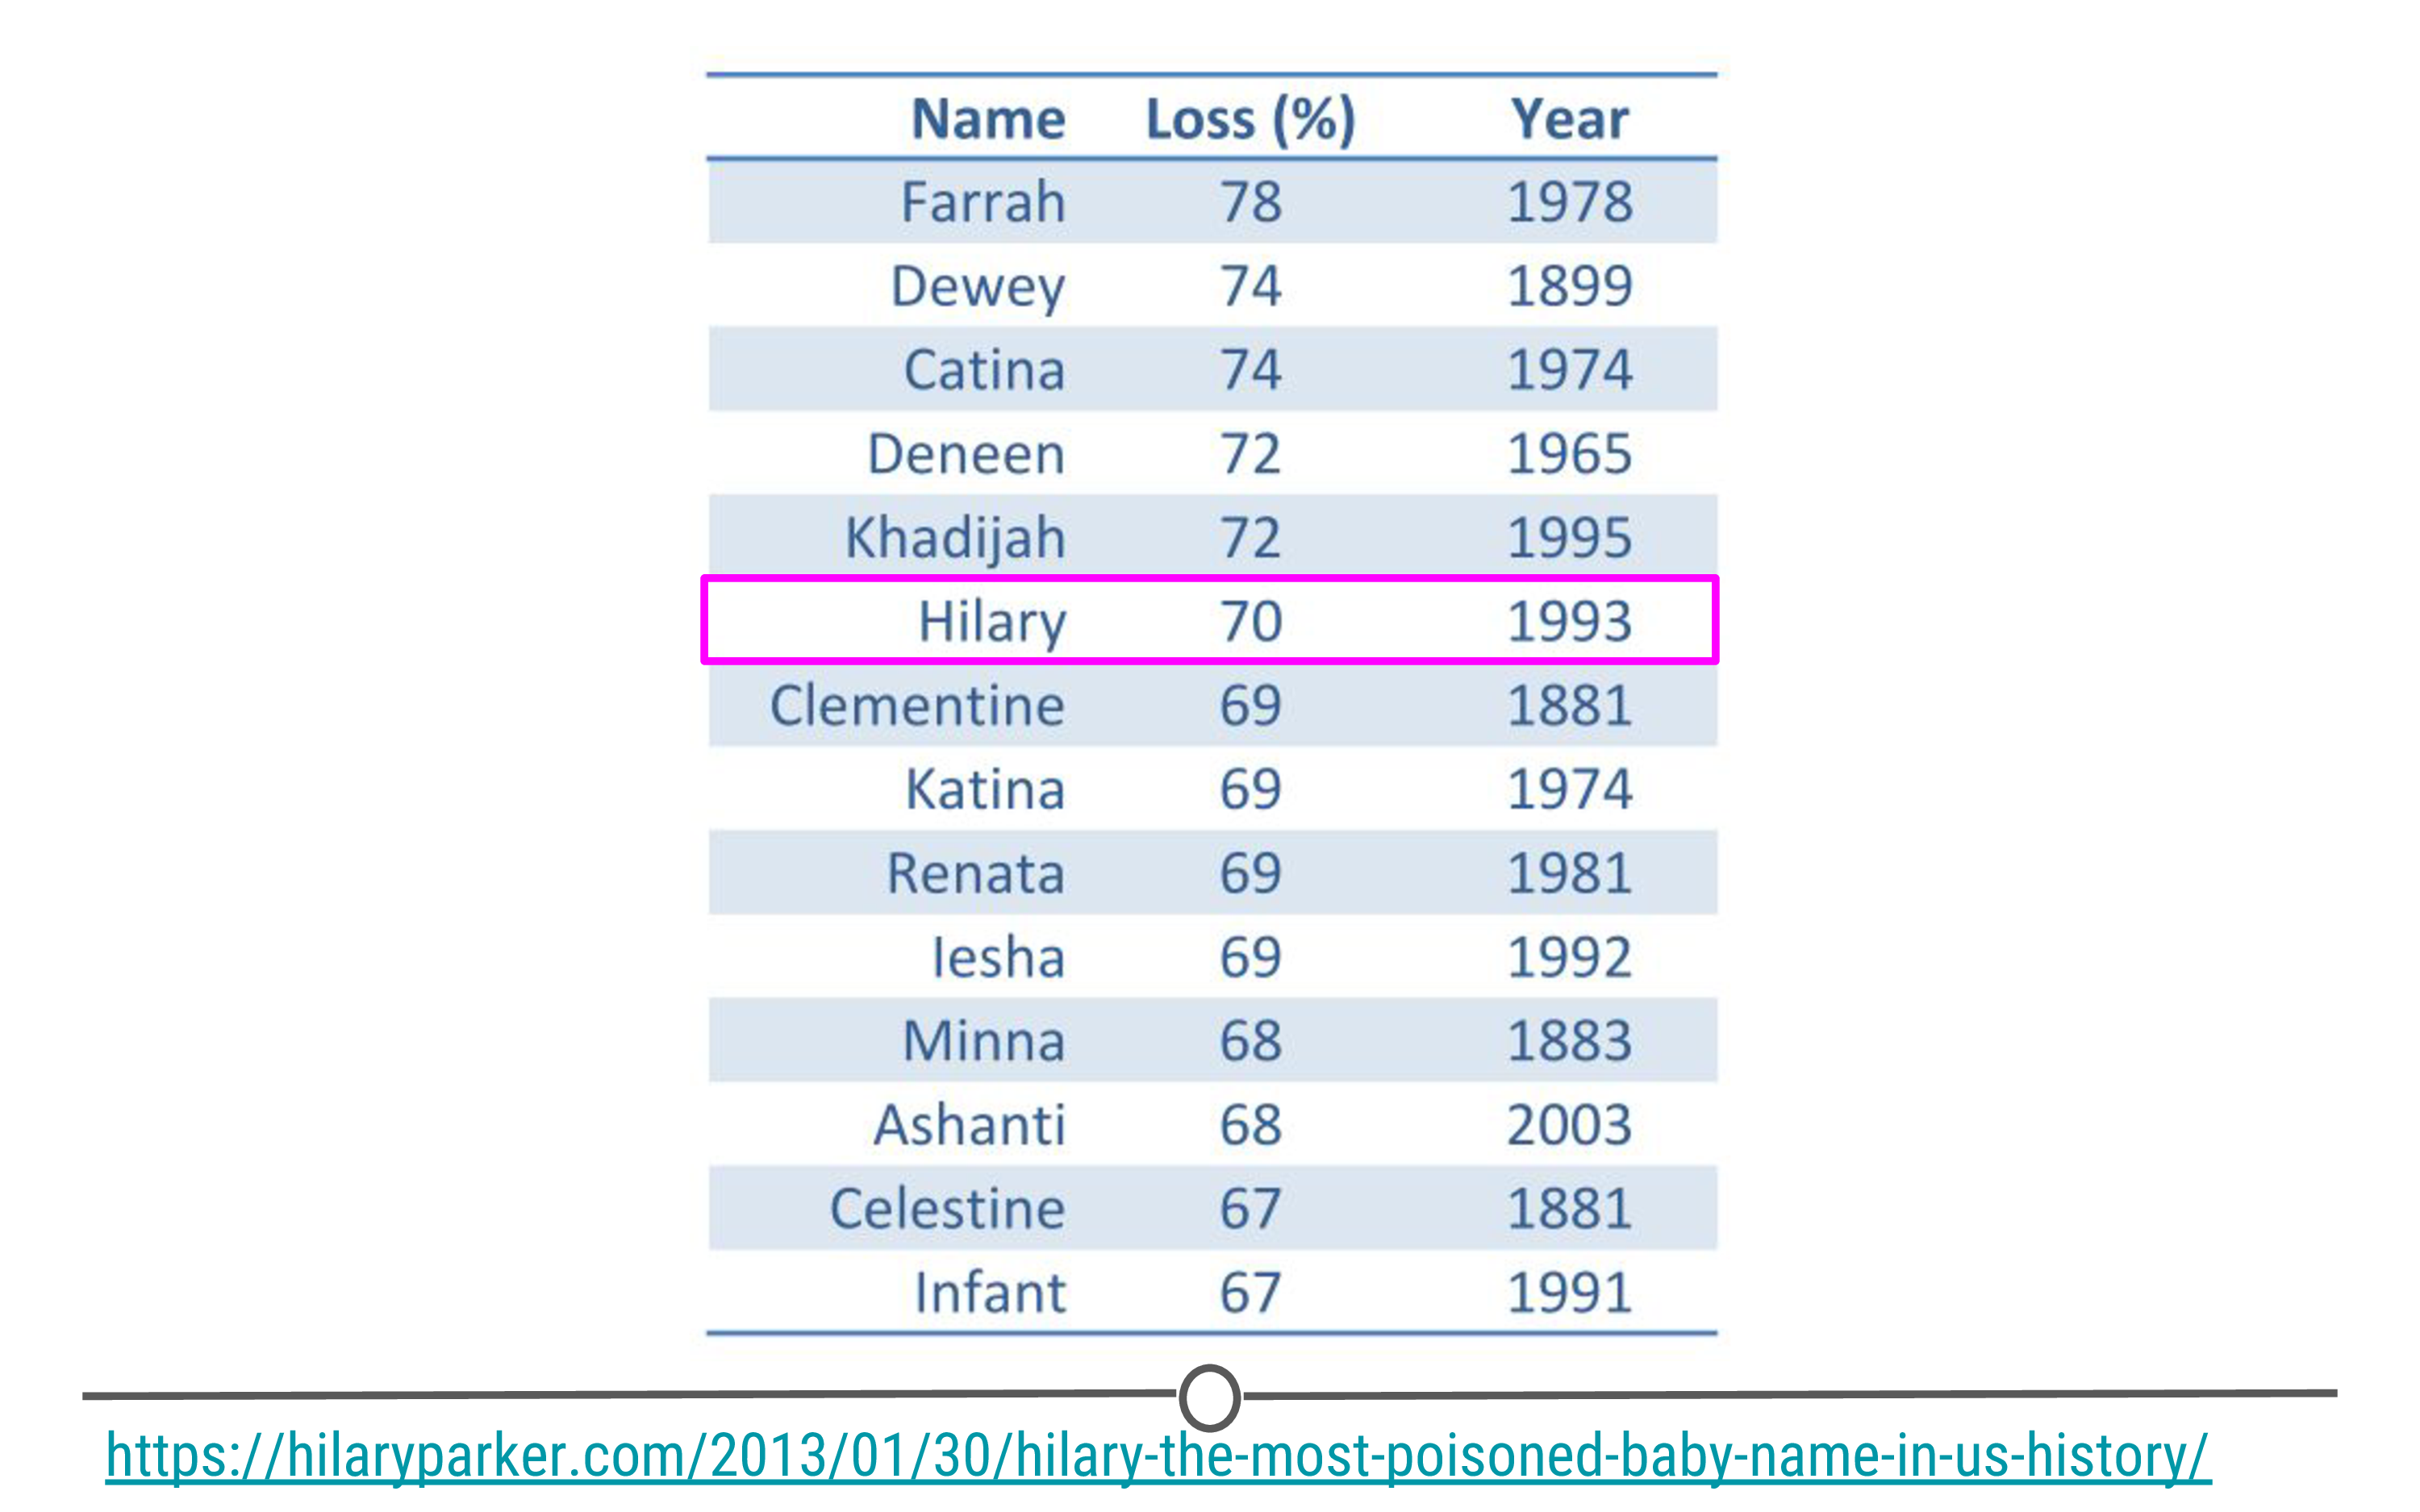 Name Loss (%) Year
Farrah 78 1978
Dewey 74 1899
Catina 74 1974
Deneen 72 1965
Khadijah 72 1995
Hilary 70 1993
Clementine 69 1881
Katina 69 1974
Renata 69 1981
Iesha 69 1992
Minna 68 1883
Ashanti 68 2003
Celestine 67 1881
Infant 67 1991
https://hilaryparker.com/2013/01/30/hilary-the-most-poisoned-baby-name-in-us-history/